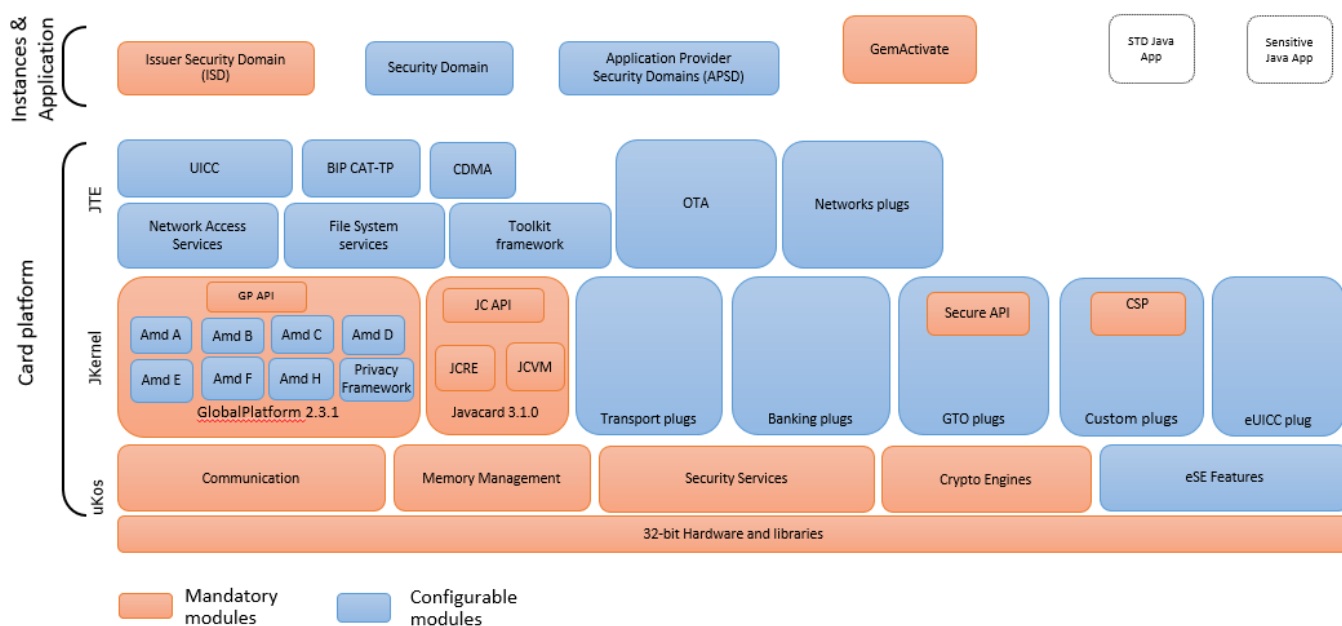 Instances &
Application
Issuer Security Domain
(ISD)
Security Domain
Application Provider
Security Domains (APSD)
GemActivate
STD Java
App
Sensitive
Java App
Card platform
JTE
UICC
BIP CAT-TP
CDMA
OTA
Networks plugs
Network Access
Services
File System
services
Toolkit
framework
JKernel
GP API
Amd A
Amd B
Amd C
Amd D
Amd E
Amd F
Amd H
Privacy
Framework
GlobalPlatform 2.3.1
JC API
JCRE
JCVM
Javacard 3.1.0
Transport plugs
Banking plugs
Secure API
GTO plugs
CSP
Custom plugs
eUICC plug
uKos
Communication
Memory Management
Security Services
Crypto Engines
eSE Features
32-bit Hardware and libraries
Mandatory
modules
Configurable
modules